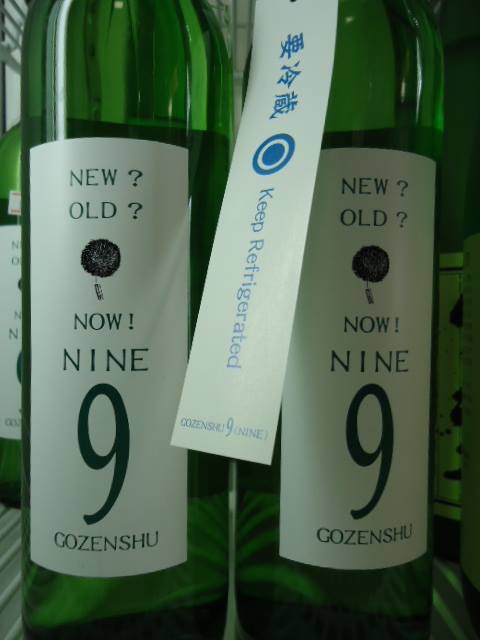 NEW ?
OLD ?
NOW!
NINE
9
GOZENSHU
要冷蔵
Keep Refrigerated
GOZENSHU 9 (NINE)
NEW ?
OLD ?
NOW!
NINE
9
GOZENSHU